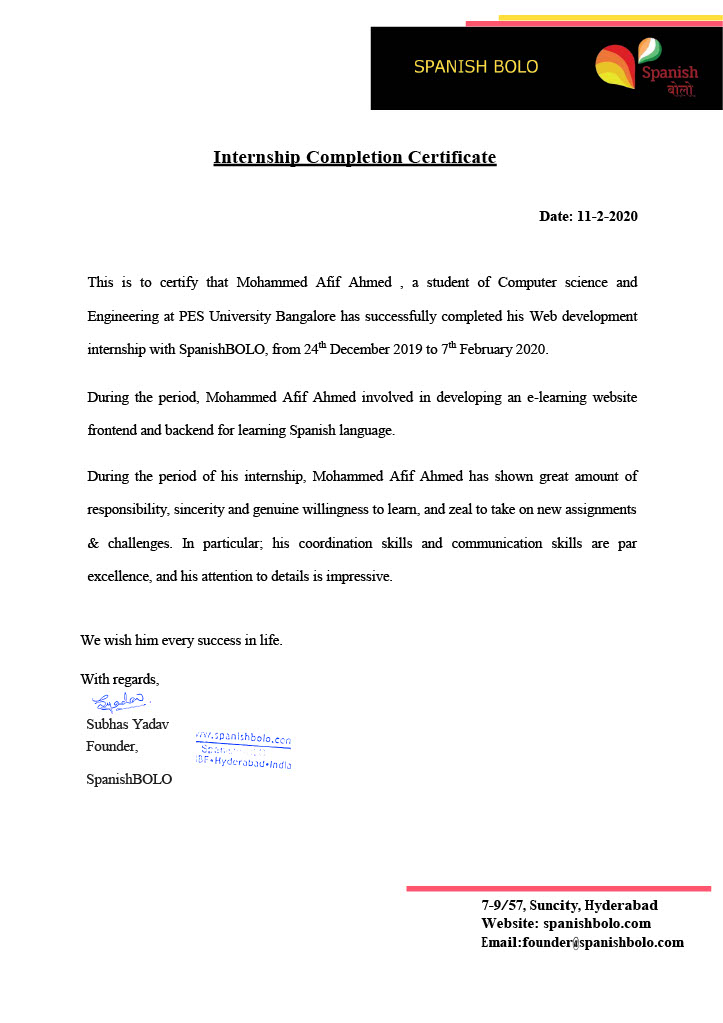 SPANISH BOLO
Spanish
बोलो
Internship Completion Certificate
Date: 11-2-2020
This is to certify that Mohammed Afif Ahmed , a student of Computer science and
Engineering at PES University Bangalore has successfully completed his Web development
internship with SpanishBOLO, from 24th December 2019 to 7th February 2020.
During the period, Mohammed Afif Ahmed involved in developing an e-learning website
frontend and backend for learning Spanish language.
During the period of his internship, Mohammed Afif Ahmed has shown great amount of
responsibility, sincerity and genuine willingness to learn, and zeal to take on new assignments
& challenges. In particular; his coordination skills and communication skills are par
excellence, and his attention to details is impressive.
We wish him every success in life.
With regards,
Syadav.
Subhas Yadav
Founder,
SpanishBOLO
www.spanishbolo.com
Hyderabad•India
7-9/57, Suncity, Hyderabad
Website: spanishbolo.com
Email:founder@spanishbolo.com